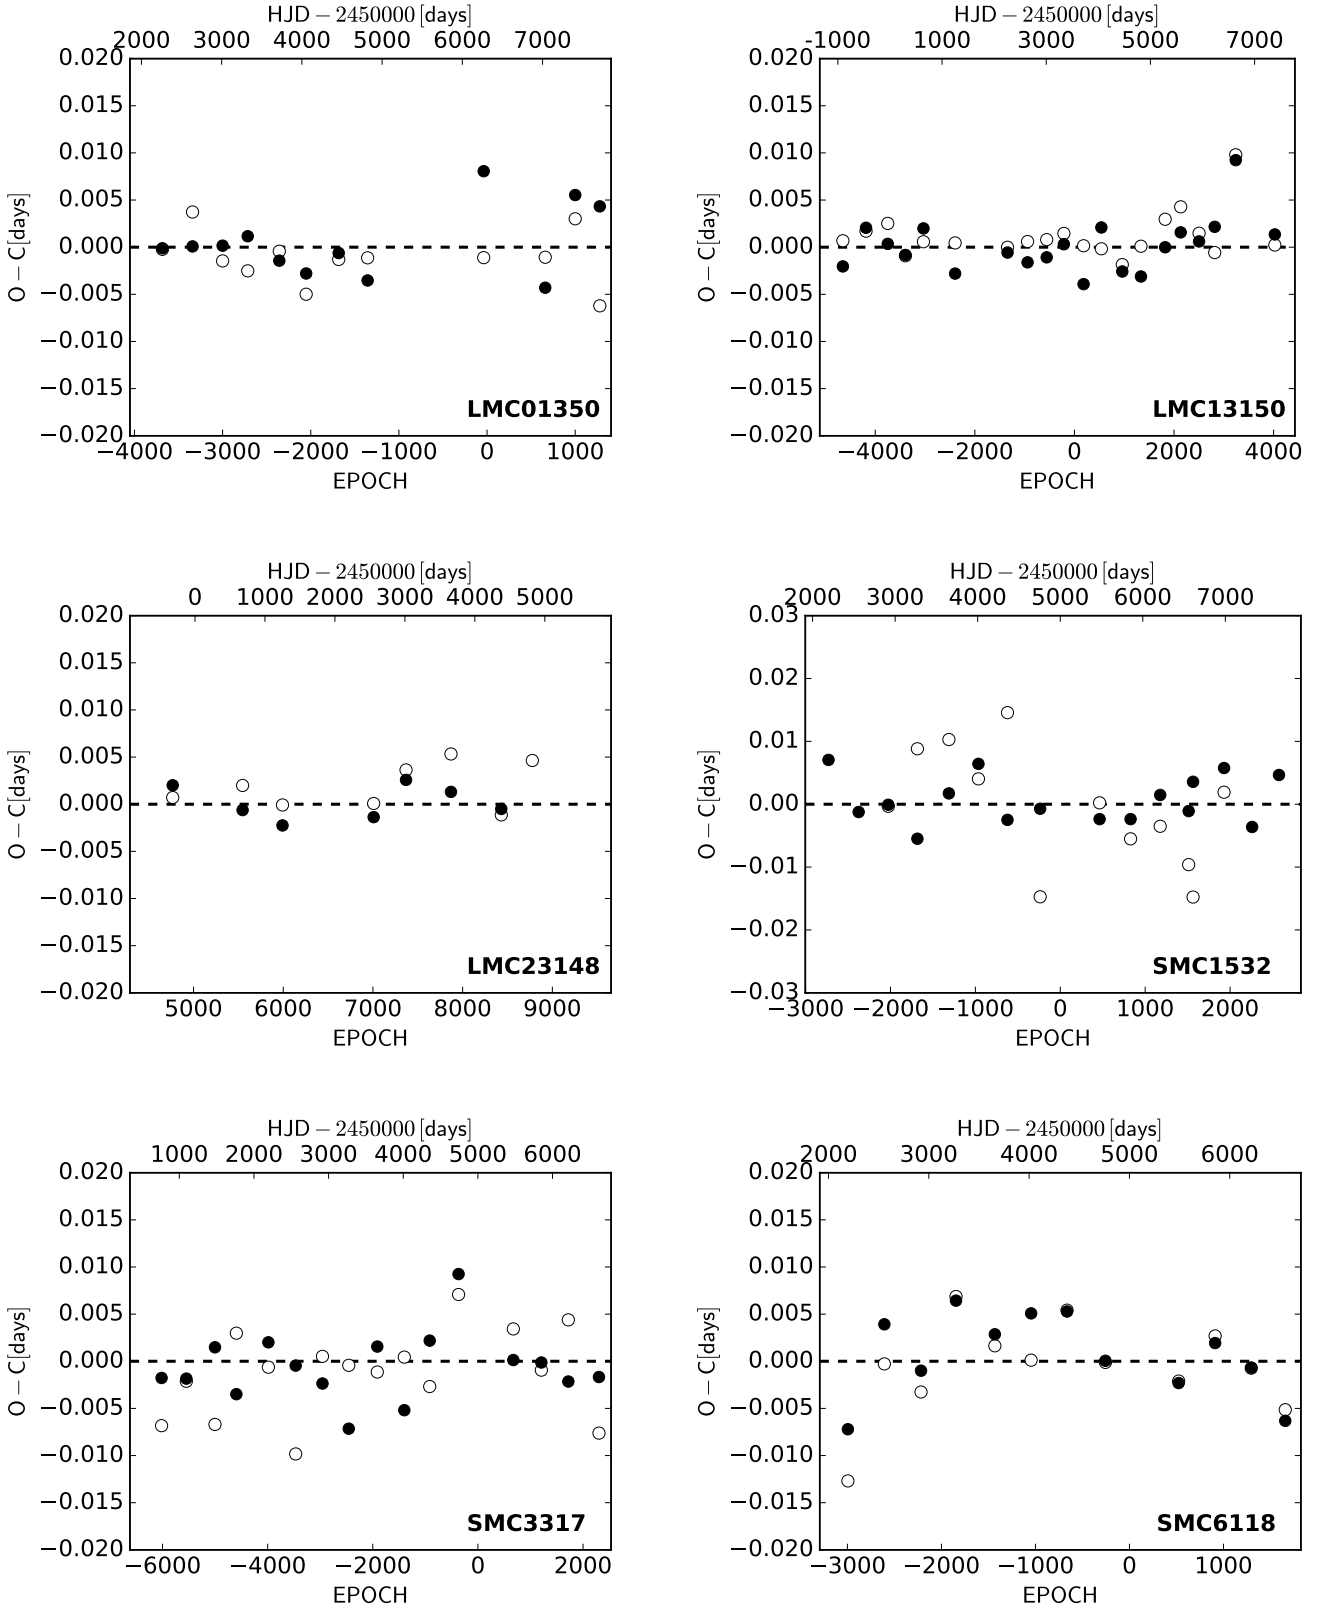 HJD − 2450000 [days]
2000 3000 4000 5000 6000 7000
0.020
0.015
0.010
0.005
0.000
−0.005
−0.010
−0.015
−0.020
O − C[days]
LMC01350
−4000 −3000 −2000 −1000 0 1000
EPOCH
HJD − 2450000 [days]
-1000 1000 3000 5000 7000
0.020
0.015
0.010
0.005
0.000
−0.005
−0.010
−0.015
−0.020
O − C[days]
LMC13150
−4000 −2000 0 2000 4000
EPOCH
HJD − 2450000 [days]
0 1000 2000 3000 4000 5000
0.020
0.015
0.010
0.005
0.000
−0.005
−0.010
−0.015
−0.020
O − C[days]
LMC23148
5000 6000 7000 8000 9000
EPOCH
HJD − 2450000 [days]
2000 3000 4000 5000 6000 7000
0.03
0.02
0.01
0.00
−0.01
−0.02
−0.03
O − C[days]
SMC1532
−3000 −2000 −1000 0 1000 2000
EPOCH
HJD − 2450000 [days]
1000 2000 3000 4000 5000 6000
0.020
0.015
0.010
0.005
0.000
−0.005
−0.010
−0.015
−0.020
O − C[days]
SMC3317
−6000 −4000 −2000 0 2000
EPOCH
HJD − 2450000 [days]
2000 3000 4000 5000 6000
0.020
0.015
0.010
0.005
0.000
−0.005
−0.010
−0.015
−0.020
O − C[days]
SMC6118
−3000 −2000 −1000 0 1000
EPOCH